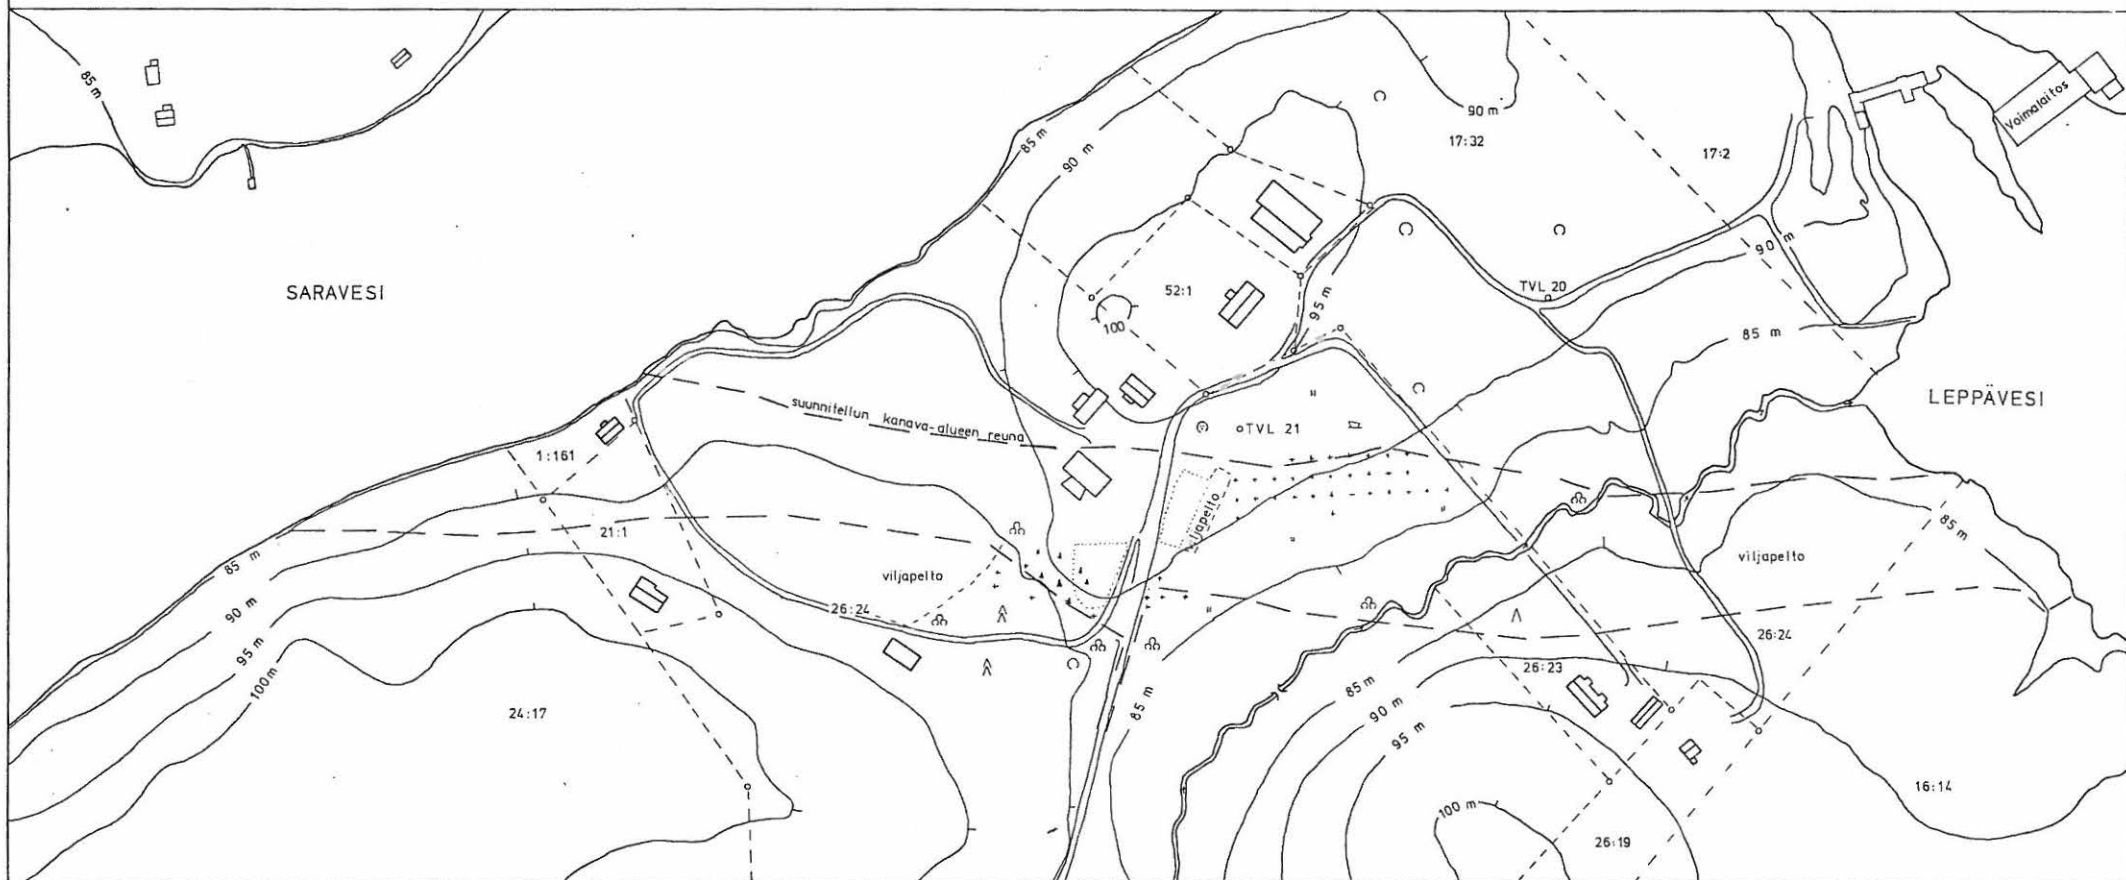 85 m
Voimalaitos
90 m
85 m
17:32
90 m
17:2
90 m
SARAVESI
52:1
TVL 20
95 m
100
85 m
LEPPÄVESI
suunnitellun kanava-alueen reuna
TVL 21
1:161
viljapelto
85 m
21:1
85 m
viljapelto
viljapelto
90 m
26:24
26:24
95 m
26:23
100 m
85 m
85 m
24:17
90 m
95 m
16:14
100 m
26:19